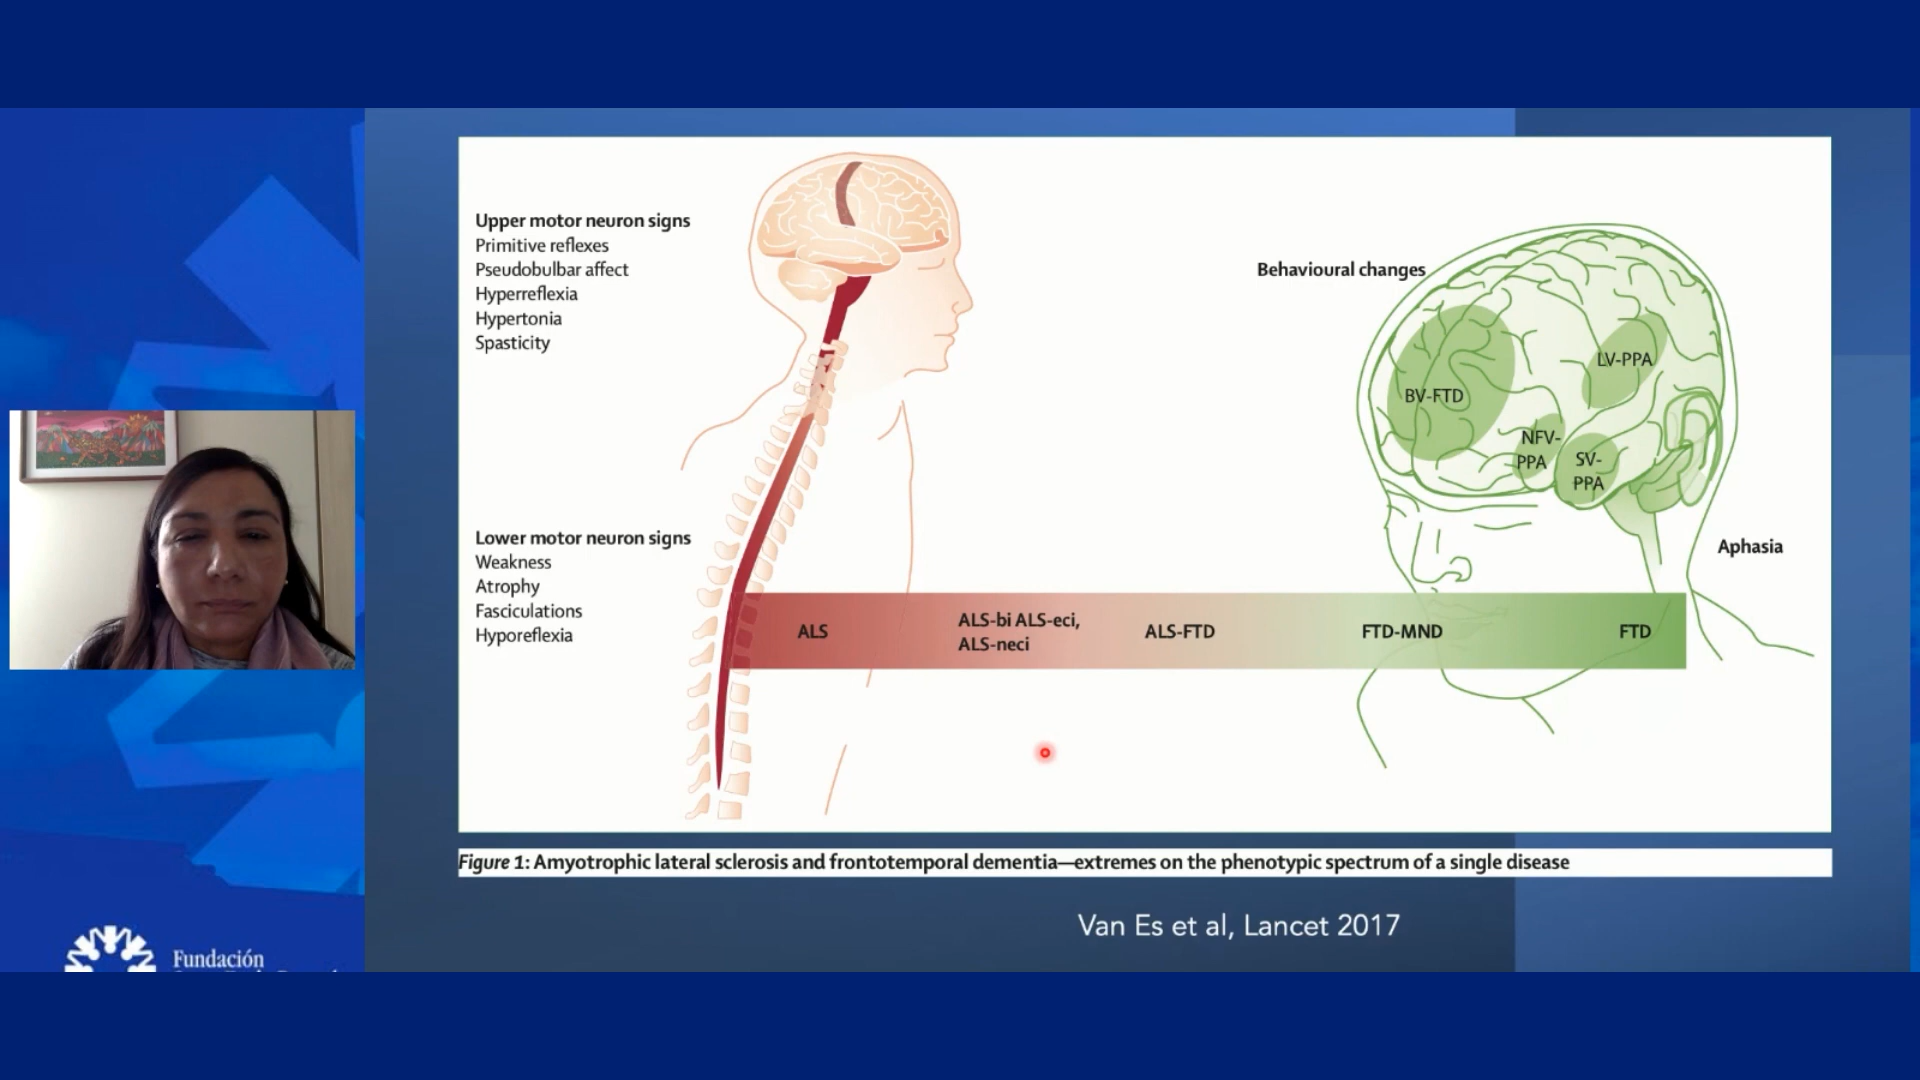 Upper motor neuron signs
Primitive reflexes
Pseudobulbar affect
Hyperreflexia
Hypertonia
Spasticity
Lower motor neuron signs
Weakness
Atrophy
Fasciculations
Hyporeflexia
Behavioural changes
BV-FTD
LV-PPA
NFV-
PPA
SV-
PPA
Aphasia
ALS
ALS-bi ALS-eci,
ALS-neci
ALS-FTD
FTD-MND
FTD
Figure 1: Amyotrophic lateral sclerosis and frontotemporal dementia—extremes on the phenotypic spectrum of a single disease
Van Es et al, Lancet 2017
Fundación